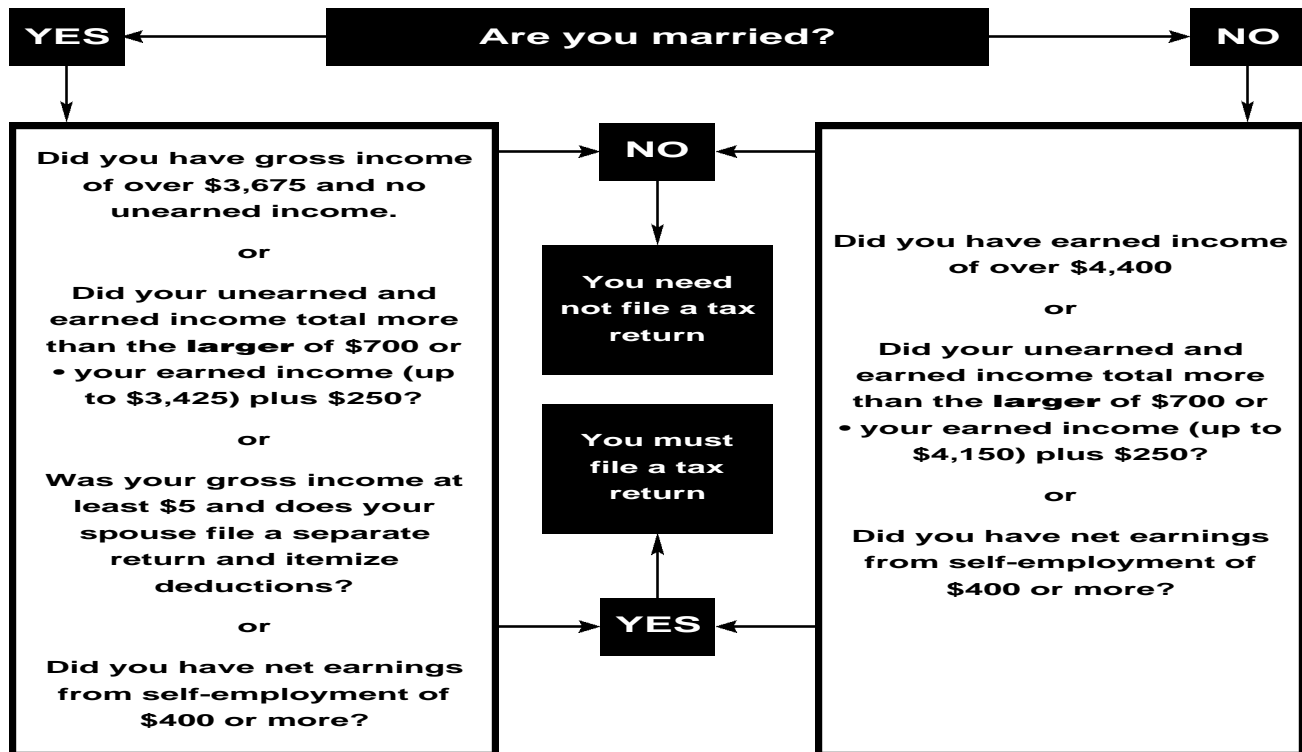 YES
Are you married?
NO
Did you have gross income
of over $3,675 and no
unearned income.
or
Did your unearned and
earned income total more
than the larger of $700 or
• your earned income (up
to $3,425) plus $250?
or
Was your gross income at
least $5 and does your
spouse file a separate
return and itemize
deductions?
or
Did you have net earnings
from self-employment of
$400 or more?
NO
You need
not file a tax
return
You must
file a tax
return
YES
Did you have earned income
of over $4,400
or
Did your unearned and
earned income total more
than the larger of $700 or
• your earned income (up to
$4,150) plus $250?
or
Did you have net earnings
from self-employment of
$400 or more?